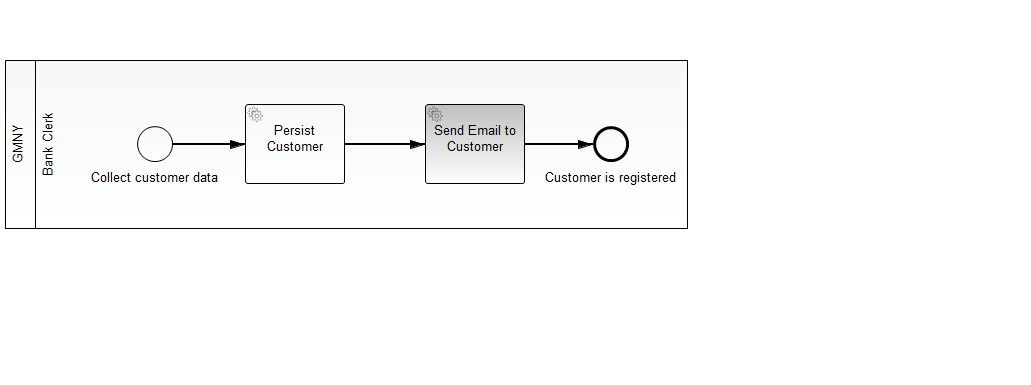 GMNY
Bank Clerk
Collect customer data
Persist
Customer
Send Email to
Customer
Customer is registered